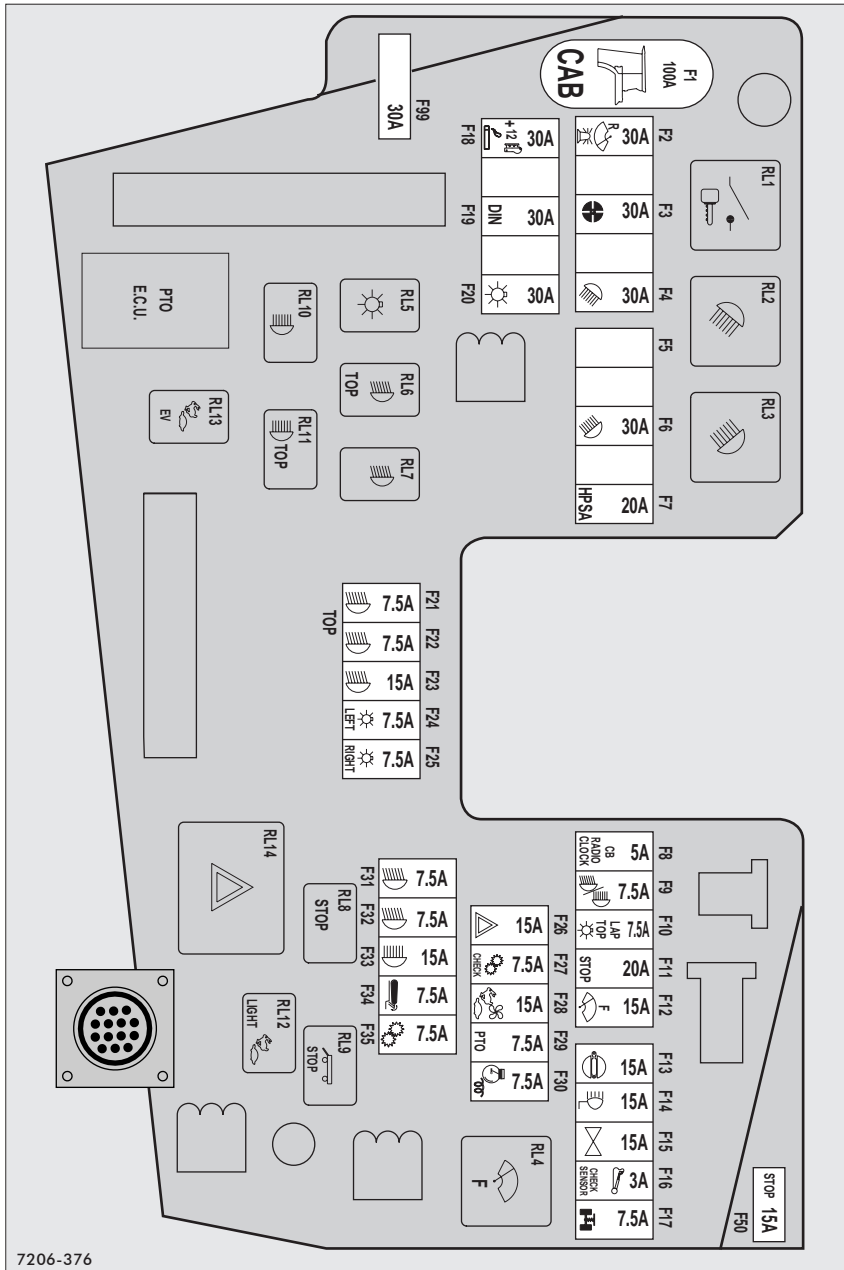 F1
100A
CAB
F99
30A
F18
+ 12
30A
F19
DIN
30A
F20
30A
R
30A
F2
30A
F3
30A
F4
F5
30A
F6
HPSA
20A
F7
RL1
RL2
RL3
PTO
E.C.U.
RL10
RL5
RL6
TOP
RL13
EV
RL11
TOP
RL7
TOP
7.5A
F21
7.5A
F22
15A
F23
LEFT
7.5A
F24
RIGHT
7.5A
F25
RL14
RL8
STOP
RL12
LIGHT
RL9
STOP
F31
7.5A
F32
7.5A
F33
15A
F34
7.5A
F35
7.5A
15A
F26
CHECK
7.5A
F27
15A
F28
PTO
7.5A
F29
7.5A
F30
CB
RADIO
CLOCK
5A
F8
7.5A
F9
LAP
TOP
7.5A
F10
STOP
20A
F11
F
15A
F12
15A
F13
15A
F14
15A
F15
CHECK
SENSOR
3A
F16
7.5A
F17
RL4
F
STOP
15A
F50
7206-376